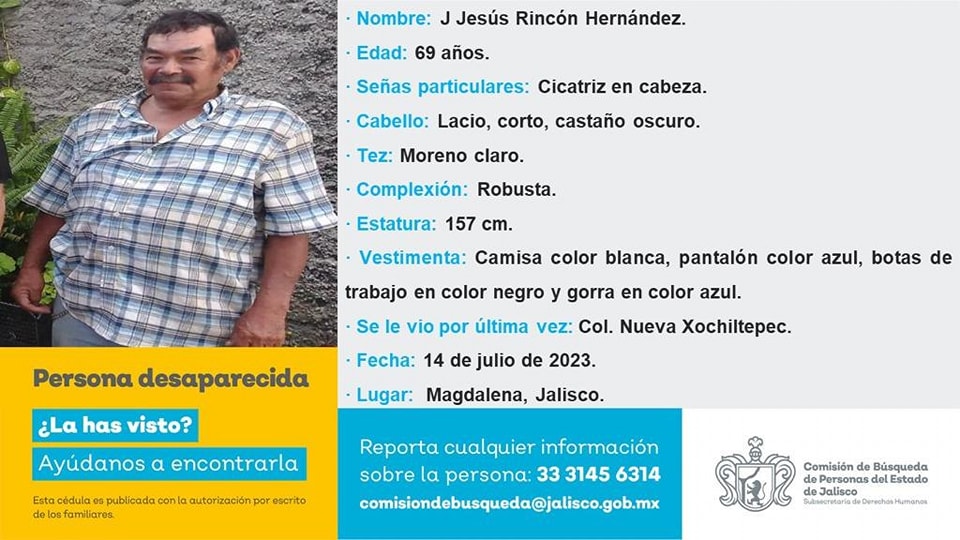 · Nombre: J Jesús Rincón Hernández.
· Edad: 69 años.
· Señas particulares: Cicatriz en cabeza.
· Cabello: Lacio, corto, castaño oscuro.
· Tez: Moreno claro.
· Complexión: Robusta.
· Estatura: 157 cm.
· Vestimenta: Camisa color blanca, pantalón color azul, botas de
trabajo en color negro y gorra en color azul.
· Se le vio por última vez: Col. Nueva Xochiltepec.
· Fecha: 14 de julio de 2023.
· Lugar: Magdalena, Jalisco.
Persona desaparecida
¿La has visto?
Ayúdanos a encontrarla
Esta cédula es publicada con la autorización por escrito
de los familiares.
Reporta cualquier información
sobre la persona: 33 3145 6314
comisiondebusqueda@jalisco.gob.mx
Comisión de Búsqueda
de Personas del Estado
de Jalisco
Subsecretaría de Derechos Humanos